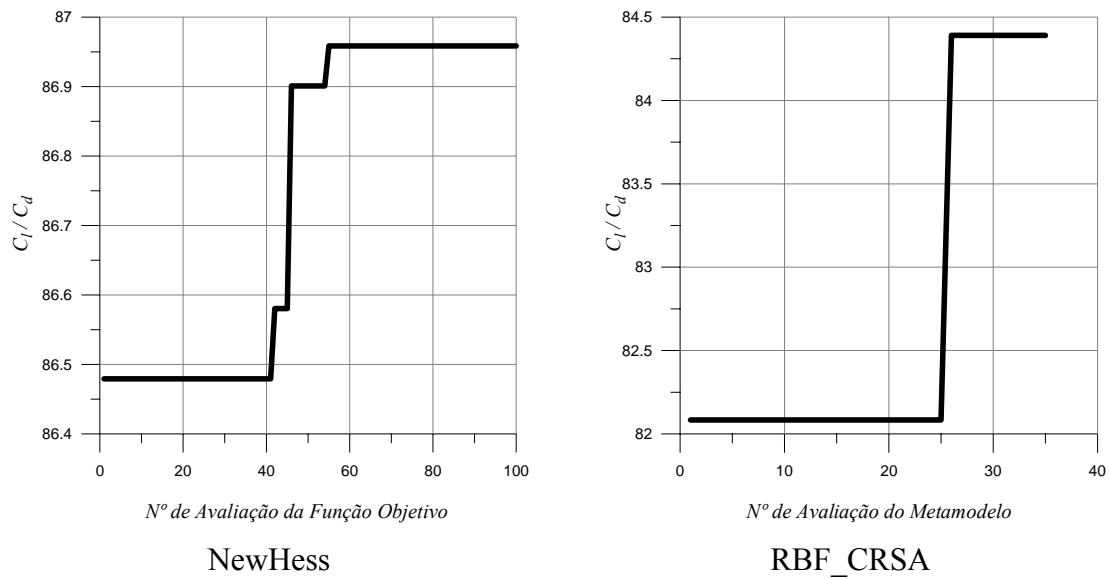 87
86.9
86.8
86.7
86.6
86.5
86.4
C_l / C_d
0 20 40 60 80 100
Nº de Avaliação da Função Objetivo
NewHess
84.5
84
83.5
83
82.5
82
C_l / C_d
0 10 20 30 40
Nº de Avaliação do Metamodelo
RBF_CRSA